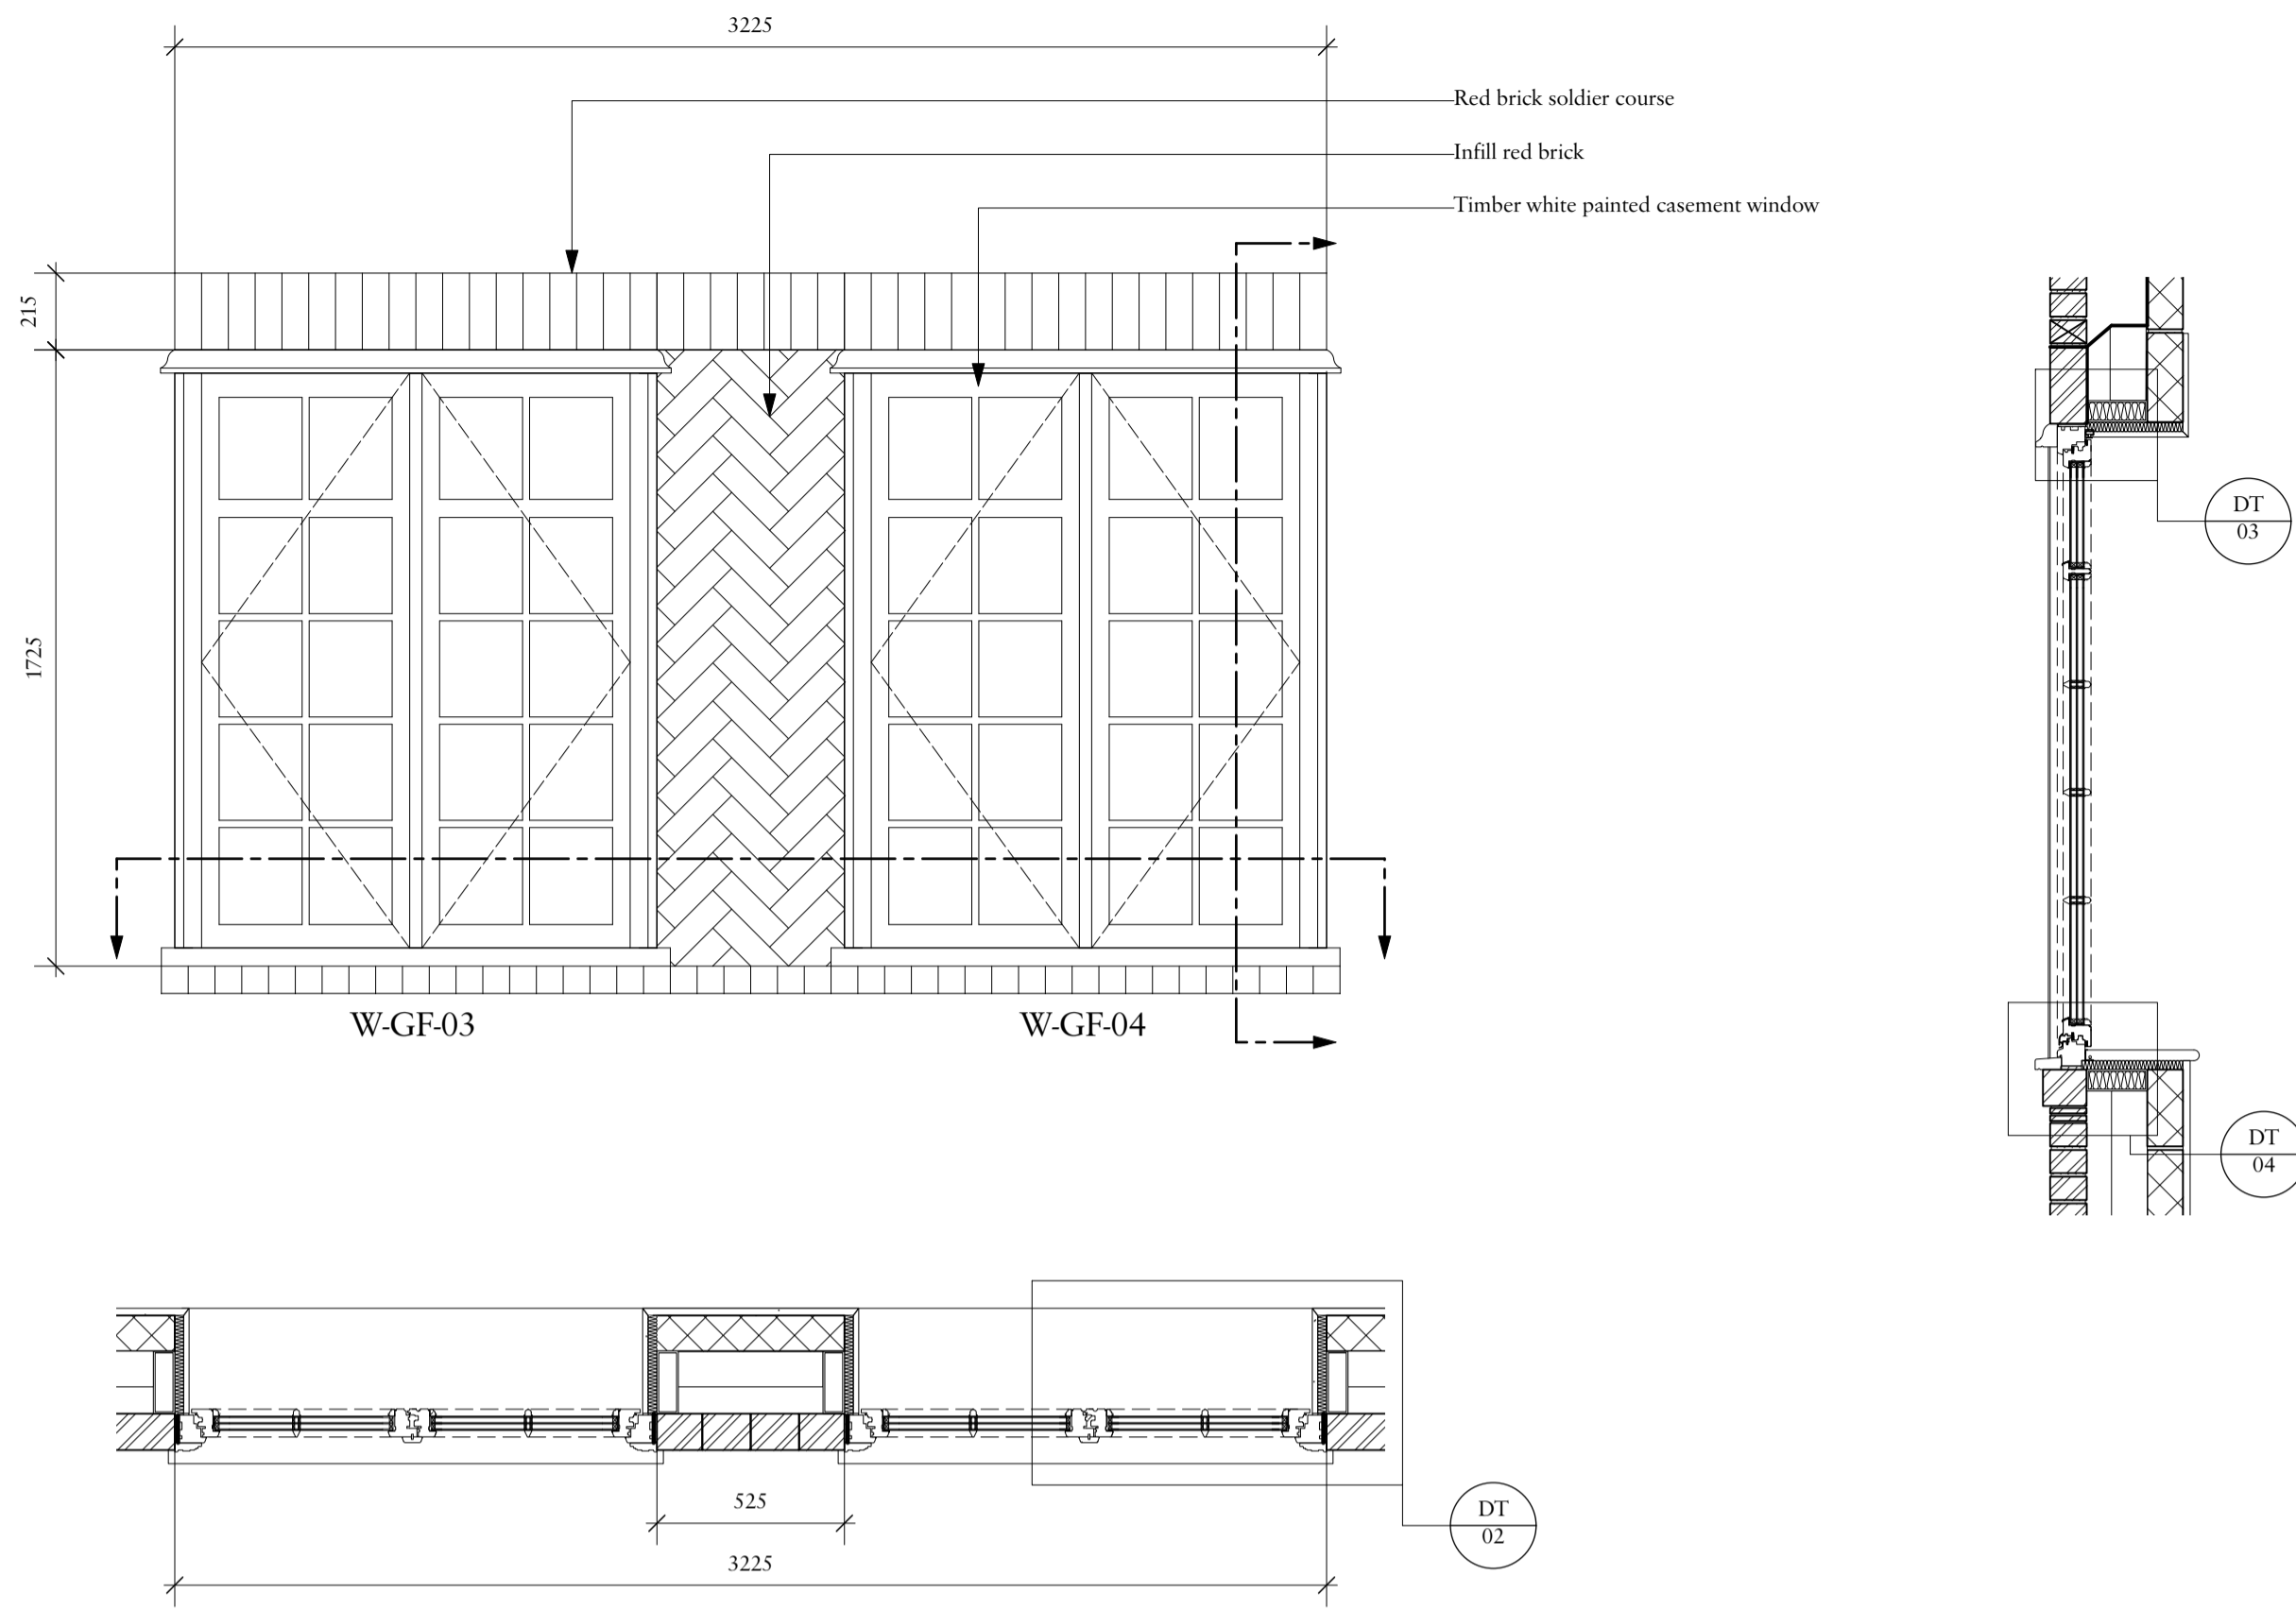 3225
Red brick soldier course
Infill red brick
Timber white painted casement window
215
1725
DT
03
W-GF-03
W-GF-04
DT
04
525
DT
02
3225